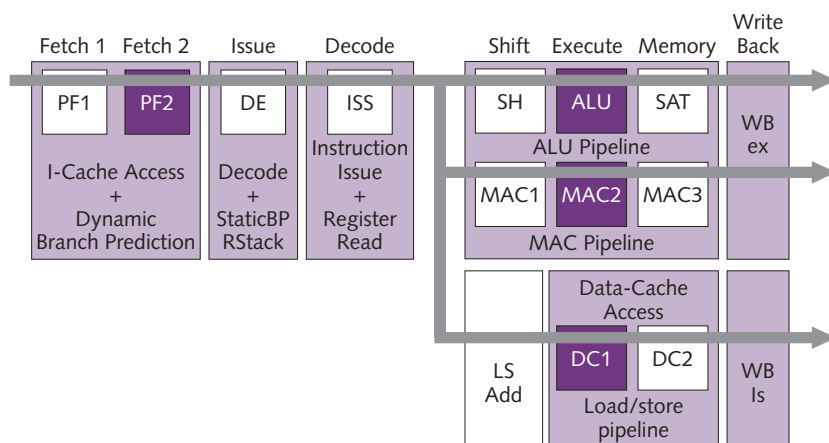 Fetch 1 Fetch 2 Issue Decode Shift Execute Memory Write
Back
PF1 PF2 DE ISS SH ALU SAT
ALU Pipeline
I-Cache Access
+
Dynamic
Branch Prediction
Decode
+
StaticBP
RStack
Instruction
Issue
+
Register
Read
MAC1 MAC2 MAC3
MAC Pipeline
WB
ex
LS
Add
Data-Cache
Access
DC1 DC2
Load/store
pipeline
WB
ls